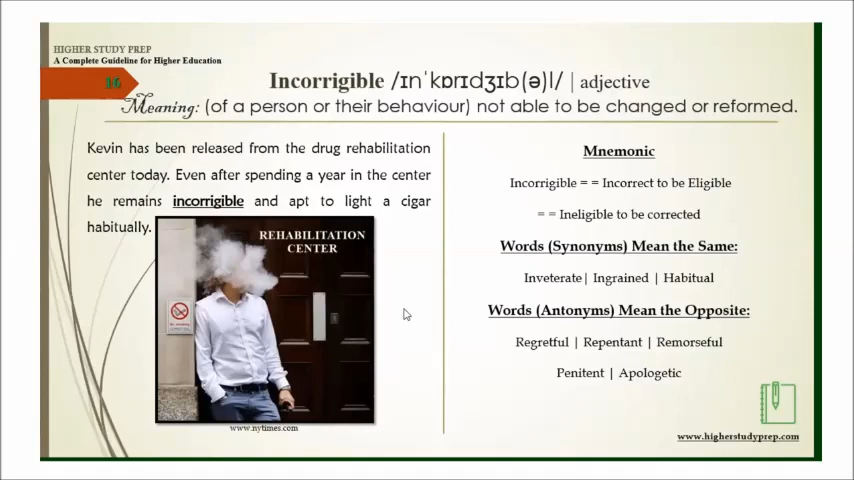 HIGHER STUDY PREP
A Complete Guideline for Higher Education
16
Incorrigible /ɪnˈkɒrɪdʒɪb(ə)l/ | adjective
Meaning: (of a person or their behaviour) not able to be changed or reformed.
Kevin has been released from the drug rehabilitation
center today. Even after spending a year in the center
he remains incorrigible and apt to light a cigar
habitually.
REHABILITATION
CENTER
www.nytimes.com
Mnemonic
Incorrigible = = Incorrect to be Eligible
= = Ineligible to be corrected
Words (Synonyms) Mean the Same:
Inveterate| Ingrained | Habitual
Words (Antonyms) Mean the Opposite:
Regretful | Repentant | Remorseful
Penitent | Apologetic
www.higherstudyprep.com